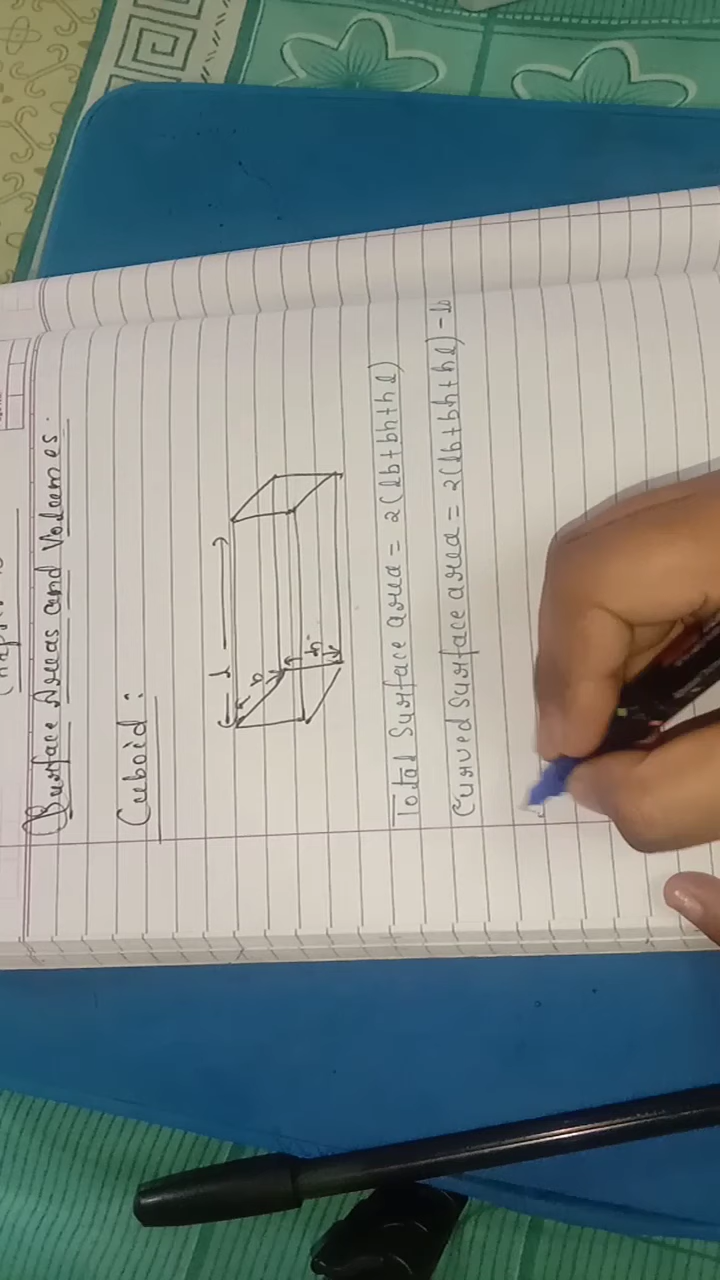 Surface Areas and Volumes.
Cuboid :
l
b
h
Total Surface area = 2(lb+bh+hl)
Curved Surface area = 2(lb+bh+hl) - lb